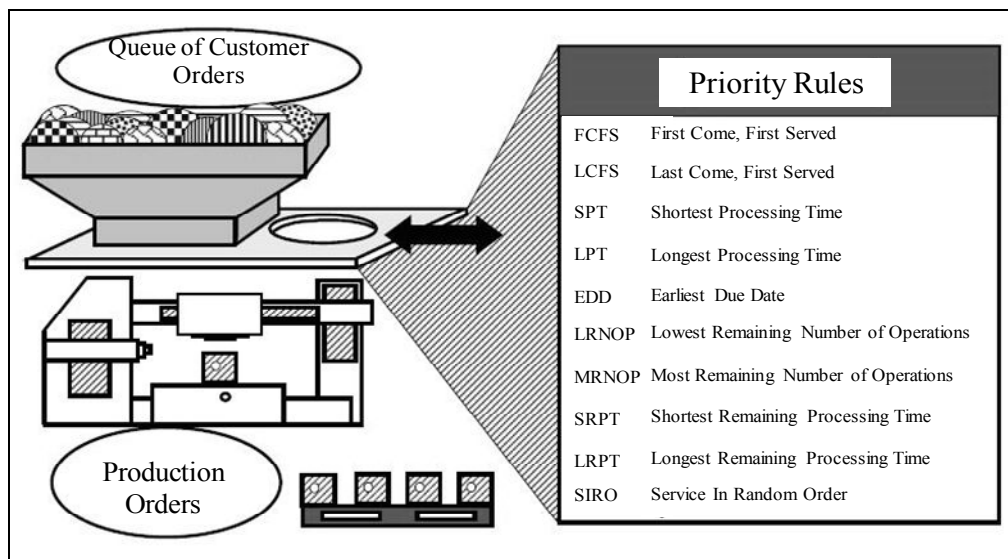 Queue of Customer
Orders
Production
Orders
Priority Rules
FCFS First Come, First Served
LCFS Last Come, First Served
SPT Shortest Processing Time
LPT Longest Processing Time
EDD Earliest Due Date
LRNOP Lowest Remaining Number of Operations
MRNOP Most Remaining Number of Operations
SRPT Shortest Remaining Processing Time
LRPT Longest Remaining Processing Time
SIRO Service In Random Order